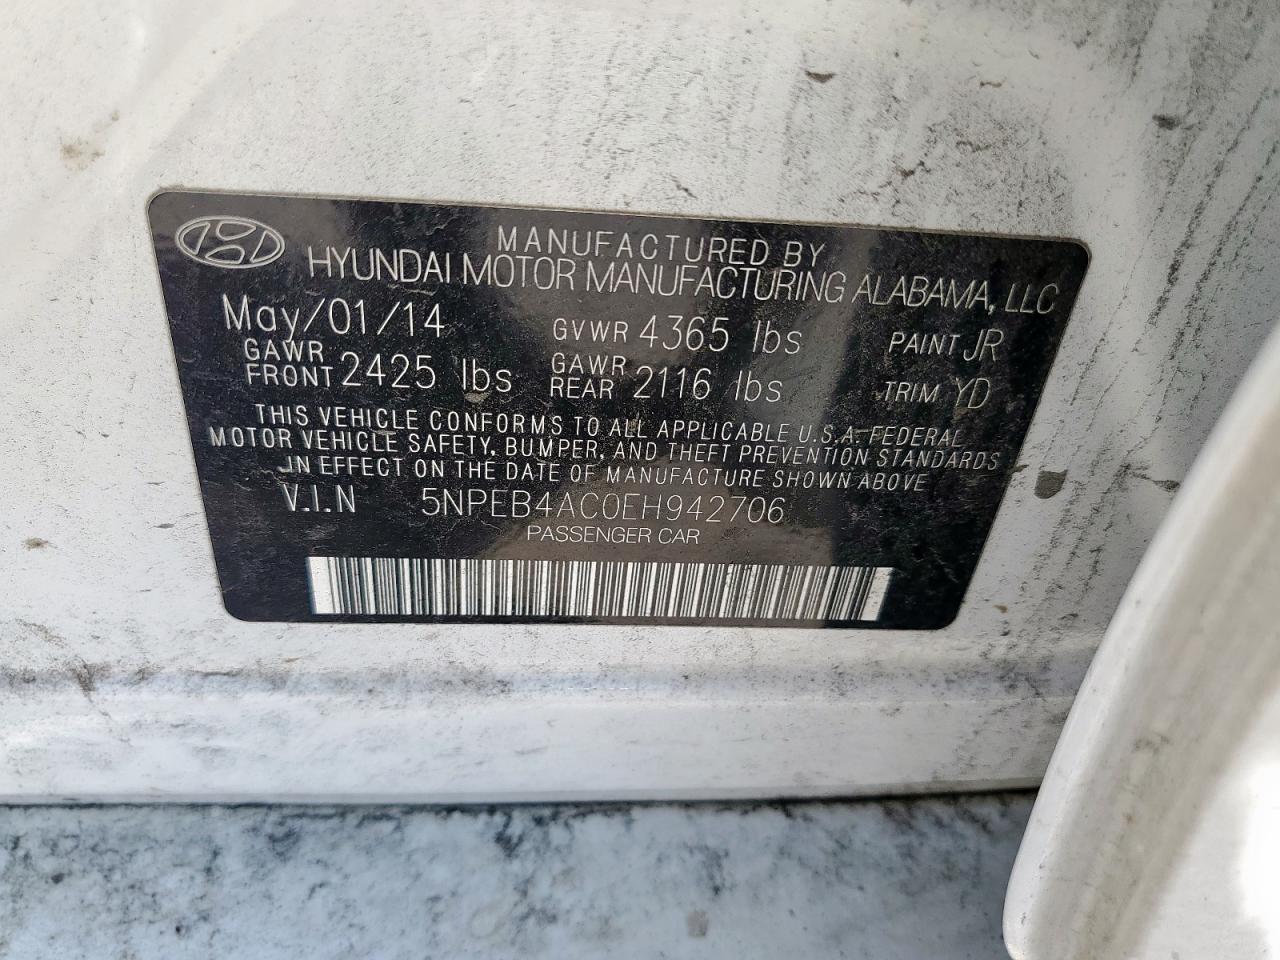 MANUFACTURED BY
HYUNDAI MOTOR MANUFACTURING ALABAMA, LLC
May/01/14 GVWR 4365 lbs PAINT JR
GAWR FRONT 2425 lbs GAWR REAR 2116 lbs TRIM YD
THIS VEHICLE CONFORMS TO ALL APPLICABLE U.S.A. FEDERAL
MOTOR VEHICLE SAFETY, BUMPER, AND THEFT PREVENTION STANDARDS
IN EFFECT ON THE DATE OF MANUFACTURE SHOWN ABOVE
V.I.N 5NPEB4AC0EH942706
PASSENGER CAR